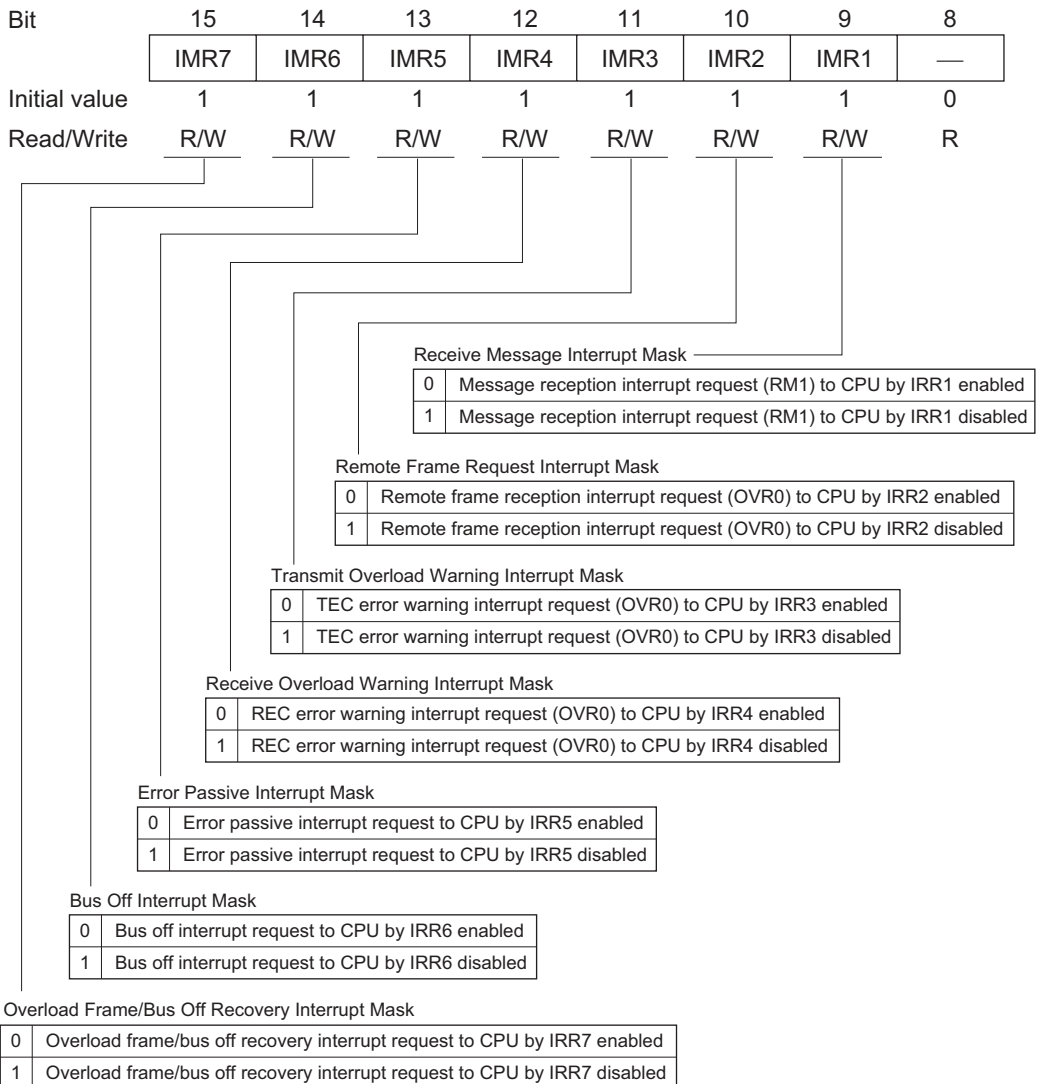 Bit 15 14 13 12 11 10 9 8
IMR7 IMR6 IMR5 IMR4 IMR3 IMR2 IMR1 —
Initial value 1 1 1 1 1 1 1 0
Read/Write R/W R/W R/W R/W R/W R/W R/W R
Receive Message Interrupt Mask
0 Message reception interrupt request (RM1) to CPU by IRR1 enabled
1 Message reception interrupt request (RM1) to CPU by IRR1 disabled
Remote Frame Request Interrupt Mask
0 Remote frame reception interrupt request (OVR0) to CPU by IRR2 enabled
1 Remote frame reception interrupt request (OVR0) to CPU by IRR2 disabled
Transmit Overload Warning Interrupt Mask
0 TEC error warning interrupt request (OVR0) to CPU by IRR3 enabled
1 TEC error warning interrupt request (OVR0) to CPU by IRR3 disabled
Receive Overload Warning Interrupt Mask
0 REC error warning interrupt request (OVR0) to CPU by IRR4 enabled
1 REC error warning interrupt request (OVR0) to CPU by IRR4 disabled
Error Passive Interrupt Mask
0 Error passive interrupt request to CPU by IRR5 enabled
1 Error passive interrupt request to CPU by IRR5 disabled
Bus Off Interrupt Mask
0 Bus off interrupt request to CPU by IRR6 enabled
1 Bus off interrupt request to CPU by IRR6 disabled
Overload Frame/Bus Off Recovery Interrupt Mask
0 Overload frame/bus off recovery interrupt request to CPU by IRR7 enabled
1 Overload frame/bus off recovery interrupt request to CPU by IRR7 disabled